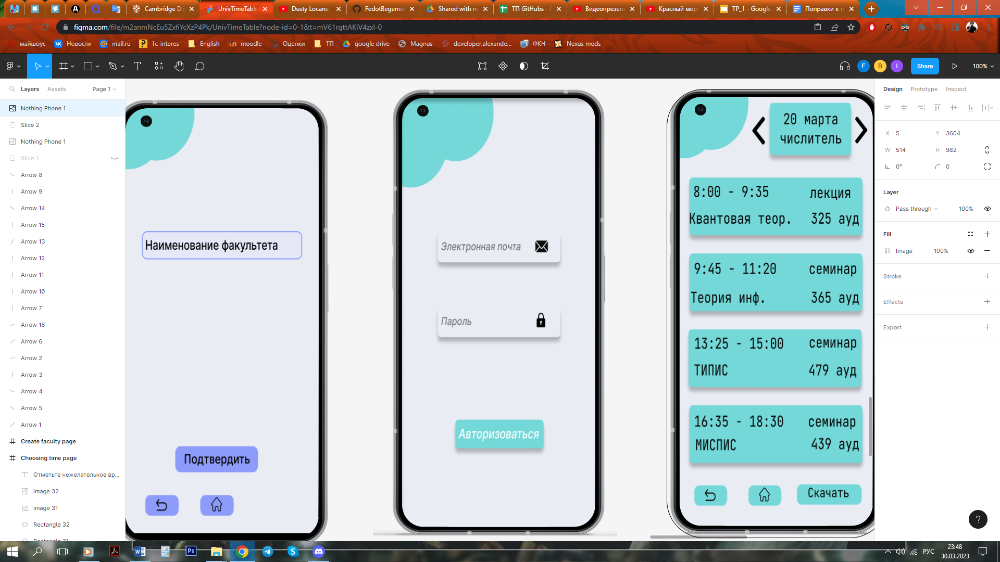 Cambridge Di
UnivTimeTable
Dusty Locane
FedotBegemo
Shared with m
ТП GitHubs - G
Видеопрезент
Красный мёрт
TP_1 - Google
Поправки к т
figma.com/file/m2anmNcEu5ZxfiYcXzP4Pk/UnivTimeTable?node-id=0-1&t=mV61rgttAKiV4zxl-0
майшоус
Новости
mail.ru
1c-interes
English
moodle
Оценки
ТП
google drive
Magnus
developer.alexande...
ФКН
Nexus mods
F
B
I
Share
100%
Layers
Assets
Page 1
Nothing Phone 1
Slice 2
Nothing Phone 1
Slice 1
Arrow 8
Arrow 9
Arrow 14
Arrow 15
Arrow 13
Arrow 12
Arrow 11
Arrow 10
Arrow 7
Arrow 16
Arrow 6
Arrow 2
Arrow 3
Arrow 4
Arrow 5
Arrow 1
Create faculty page
Choosing time page
Отметьте нежелательное вр...
image 32
image 31
Rectangle 32
Rectangle 31
Наименование факультета
Подтвердить
Электронная почта
Пароль
Авторизоваться
20 марта
числитель
8:00 - 9:35 лекция
Квантовая теор. 325 ауд
9:45 - 11:20 семинар
Теория инф. 365 ауд
13:25 - 15:00 семинар
ТИПИС 479 ауд
16:35 - 18:30 семинар
МИСПИС 439 ауд
Скачать
Design
Prototype
Inspect
X 5
Y 3604
W 514
H 982
0°
0
Layer
Pass through
100%
Fill
Image
100%
Stroke
Effects
Export
?
РУС
23:48
30.03.2023